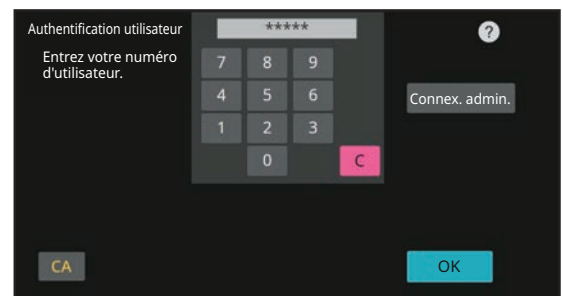 Authentification utilisateur
*****
?
Entrez votre numéro
d'utilisateur.
7 8 9
4 5 6
Connex. admin.
1 2 3
0 C
CA
OK